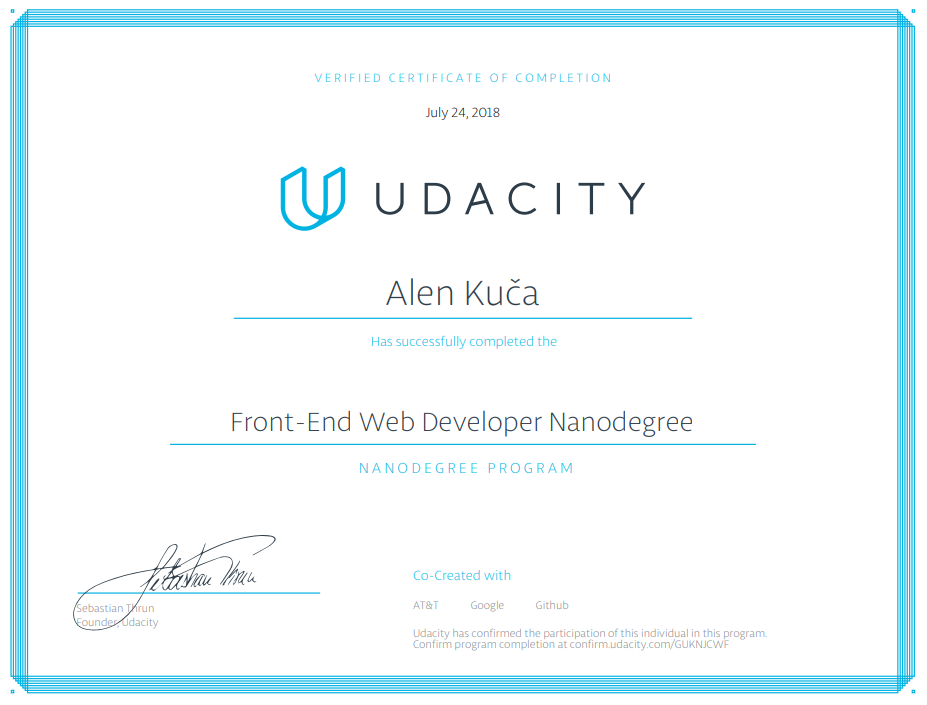 VERIFIED CERTIFICATE OF COMPLETION
July 24, 2018
UDACITY
Alen Kuča
Has successfully completed the
Front-End Web Developer Nanodegree
NANODEGREE PROGRAM
Sebastian Thrun
Sebastian Thrun
Founder, Udacity
Co-Created with
AT&T Google Github
Udacity has confirmed the participation of this individual in this program.
Confirm program completion at confirm.udacity.com/GUKNJCWF